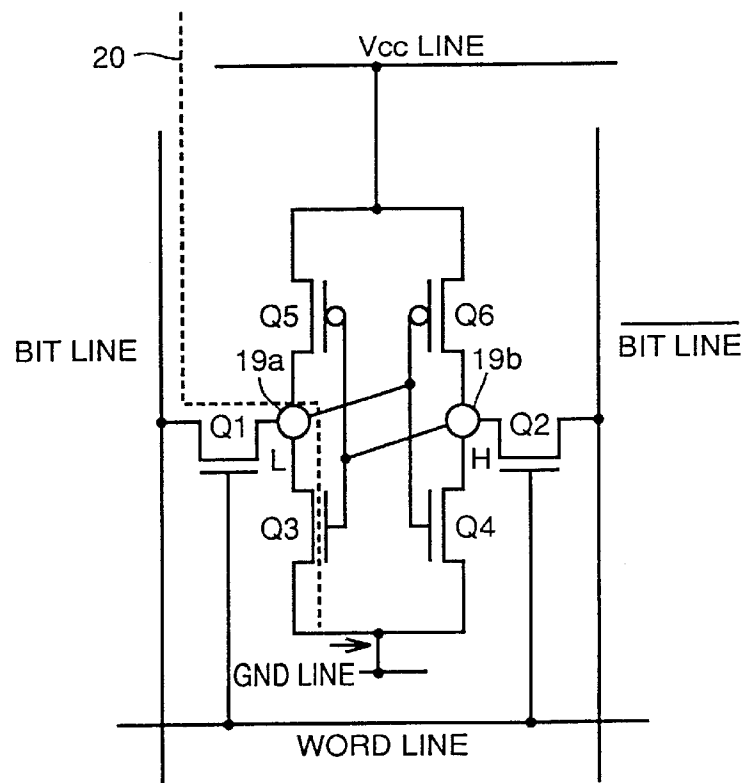 20
Vcc LINE
Q5
Q6
BIT LINE
BIT LINE
19a
19b
Q1
Q2
L
H
Q3
Q4
GND LINE
WORD LINE